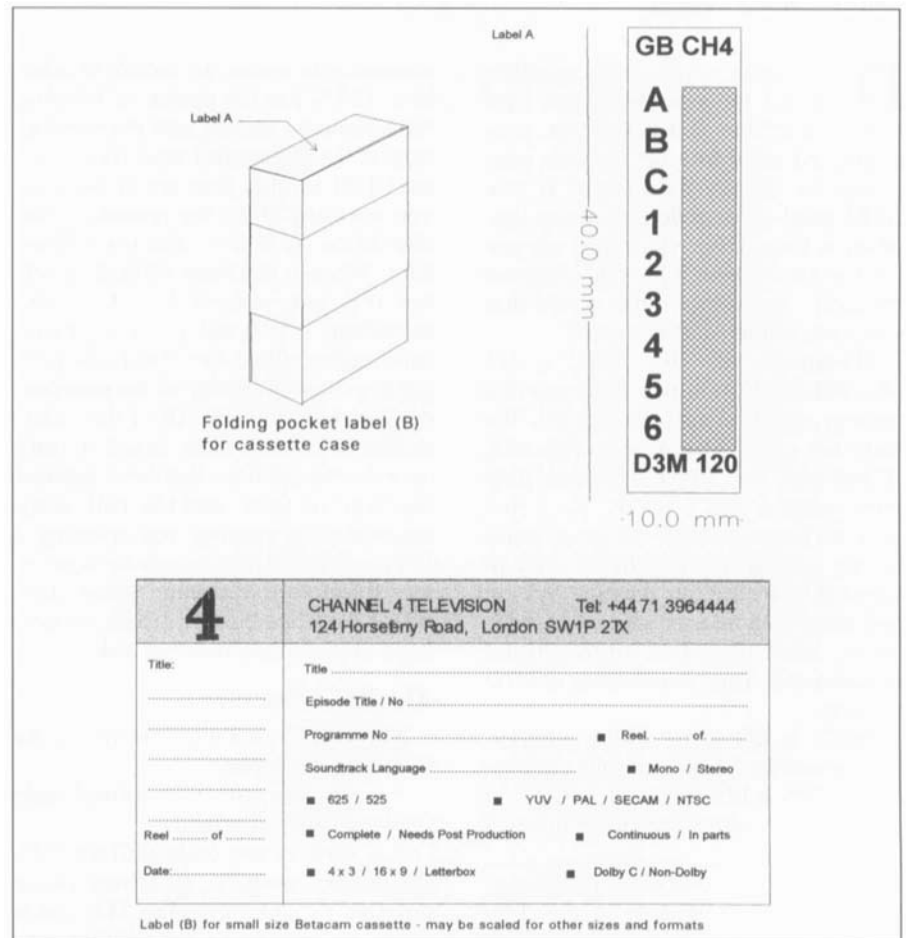 Label A
GB CH4
A
B
C
1
2
3
4
5
6
D3M 120
40.0 mm
10.0 mm
Label A
Folding pocket label (B)
for cassette case
4
CHANNEL 4 TELEVISION Tel: +44 71 3964444
124 Horseferry Road, London SW1P 2TX
Title:
Reel ........ of ........
Date:
Title
Episode Title / No
Programme No ■ Reel ........ of
Soundtrack Language ■ Mono / Stereo
■ 625 / 525 ■ YUV / PAL / SECAM / NTSC
■ Complete / Needs Post Production ■ Continuous / In parts
■ 4 x 3 / 16 x 9 / Letterbox ■ Dolby C / Non-Dolby
Label (B) for small size Betacam cassette - may be scaled for other sizes and formats